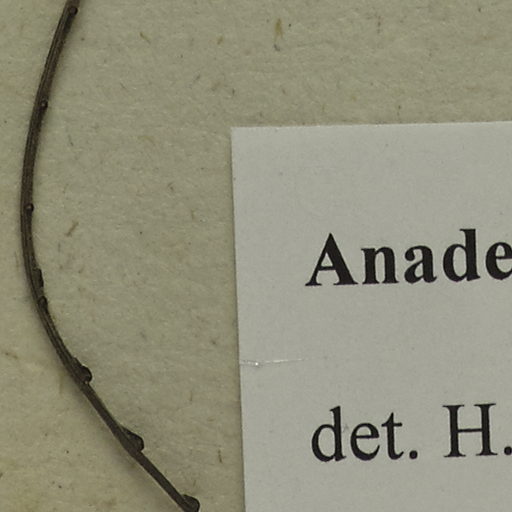 Anade
det. H.